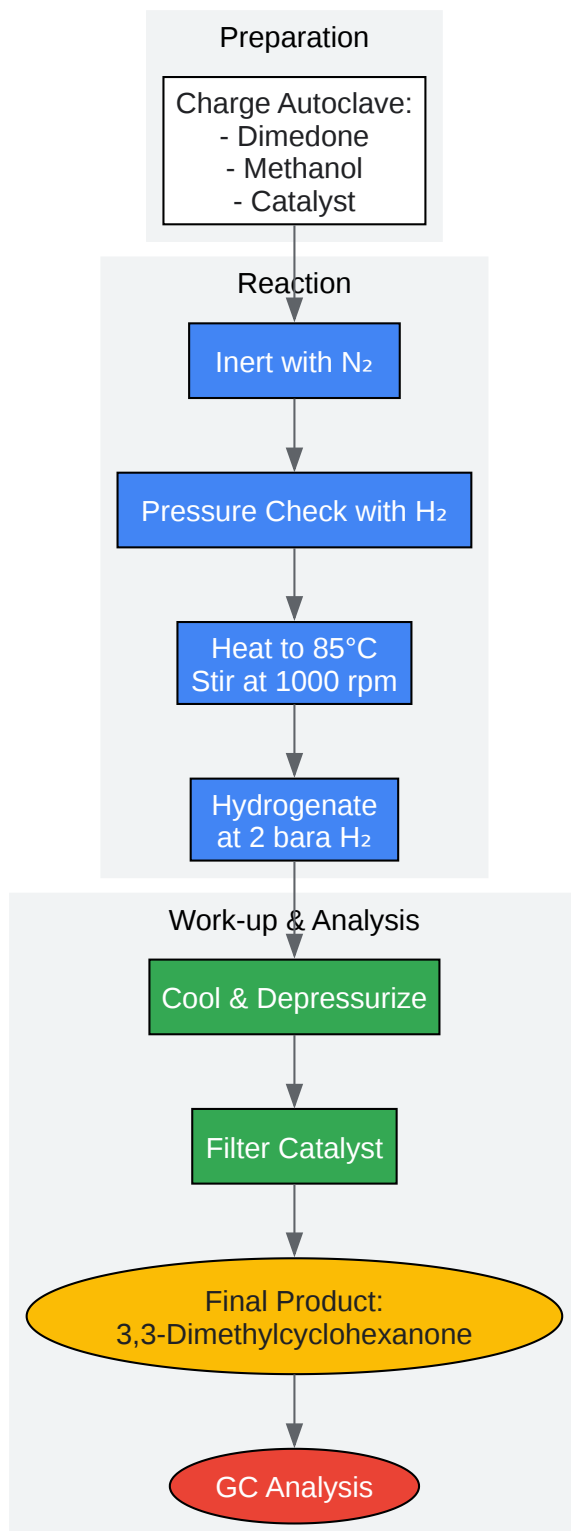 Preparation
Charge Autoclave:
- Dimedone
- Methanol
- Catalyst
Reaction
Inert with N₂
Pressure Check with H₂
Heat to 85°C
Stir at 1000 rpm
Hydrogenate
at 2 bara H₂
Work-up & Analysis
Cool & Depressurize
Filter Catalyst
Final Product:
3,3-Dimethylcyclohexanone
GC Analysis